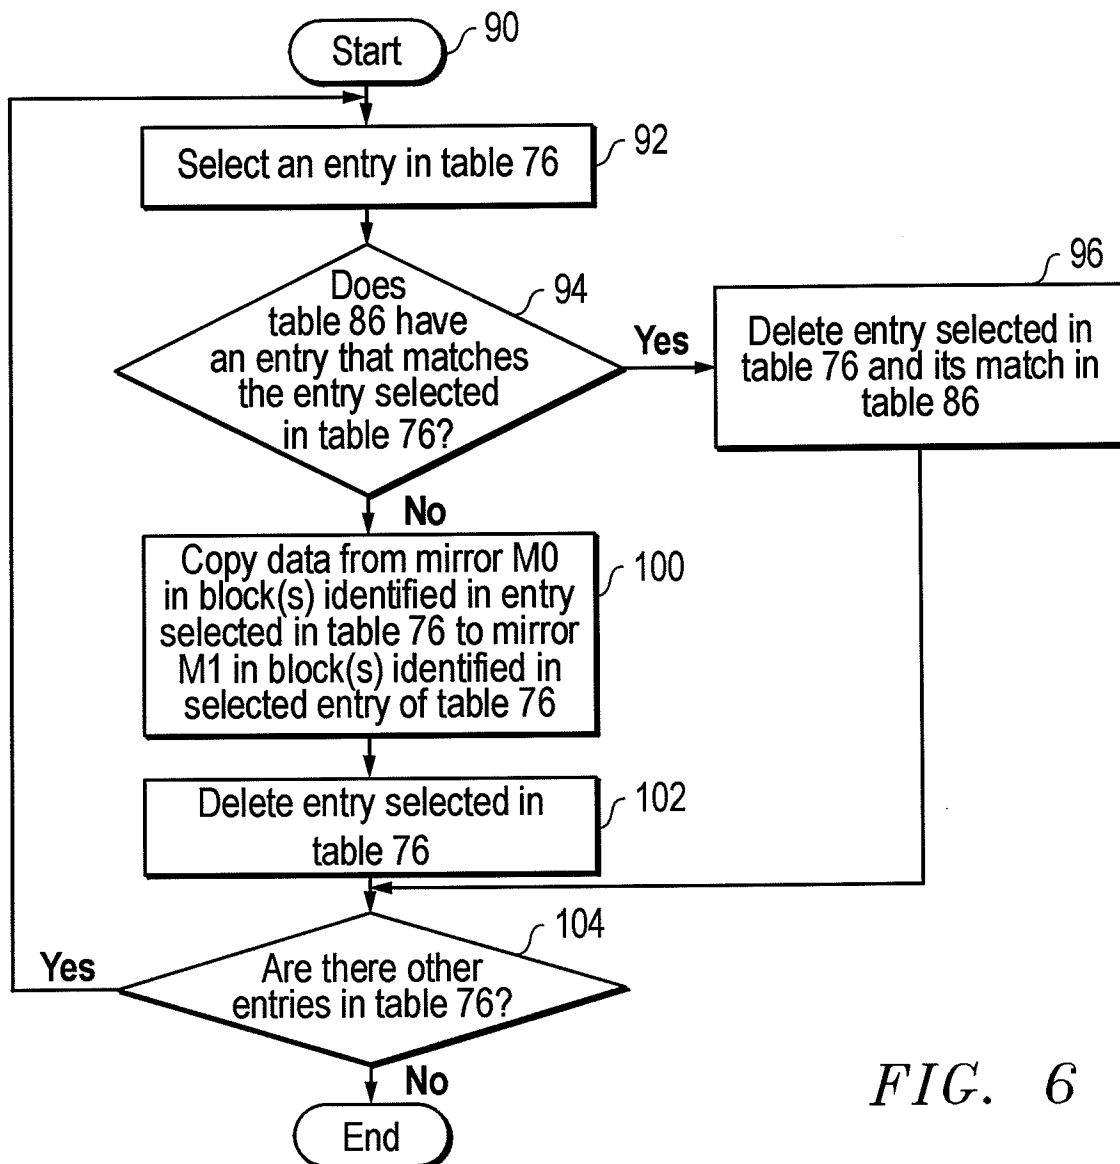 90
Start
92
Select an entry in table 76
94
Does
table 86 have
an entry that matches
the entry selected
in table 76?
Yes
96
Delete entry selected in
table 76 and its match in
table 86
No
100
Copy data from mirror M0
in block(s) identified in entry
selected in table 76 to mirror
M1 in block(s) identified in
selected entry of table 76
102
Delete entry selected in
table 76
104
Yes
Are there other
entries in table 76?
No
End
FIG. 6